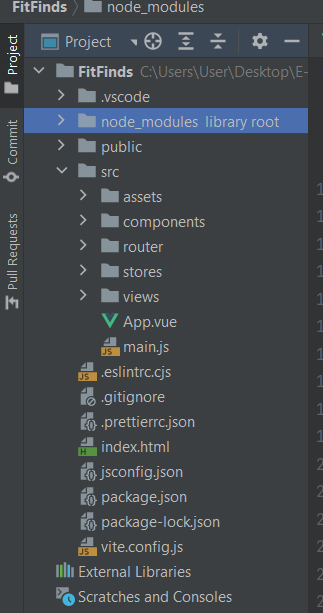 FitFinds node_modules
Project
FitFinds C:\Users\User\Desktop\E-
.vscode
node_modules library root
public
src
assets
components
router
stores
views
App.vue
main.js
.eslintrc.cjs
.gitignore
.prettierrc.json
index.html
jsconfig.json
package.json
package-lock.json
vite.config.js
External Libraries
Scratches and Consoles
Project
Commit
Pull Requests